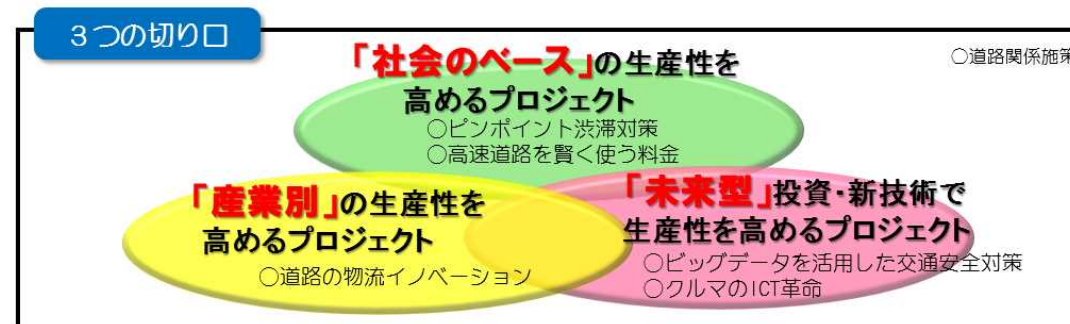 3つの切り口
○道路関係施策
「社会のベース」の生産性を
高めるプロジェクト
○ピンポイント渋滞対策
○高速道路を賢く使う料金
「産業別」の生産性を
高めるプロジェクト
○道路の物流イノベーション
「未来型」投資・新技術で
生産性を高めるプロジェクト
○ビッグデータを活用した交通安全対策
○クルマのICT革命